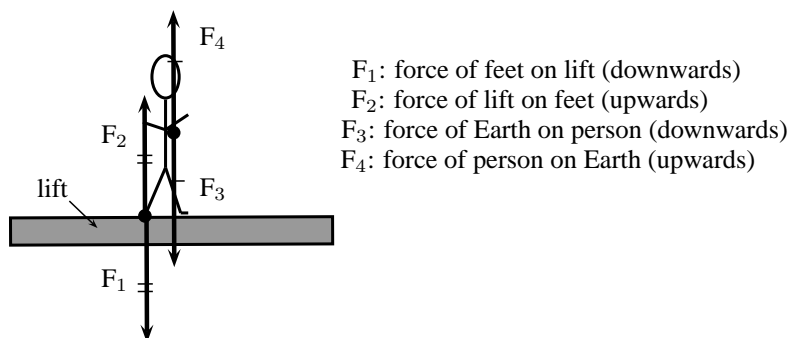 F₄
F₂
F₃
lift
F₁
F₁: force of feet on lift (downwards)
F₂: force of lift on feet (upwards)
F₃: force of Earth on person (downwards)
F₄: force of person on Earth (upwards)